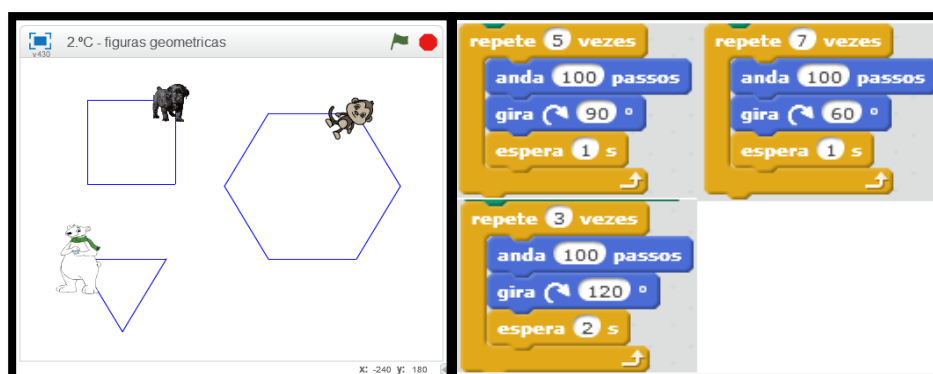 2.ºC - figuras geometricas
v430
x: -240 y: 180
repete 5 vezes
anda 100 passos
gira 90 º
espera 1 s
repete 7 vezes
anda 100 passos
gira 60 º
espera 1 s
repete 3 vezes
anda 100 passos
gira 120 º
espera 2 s